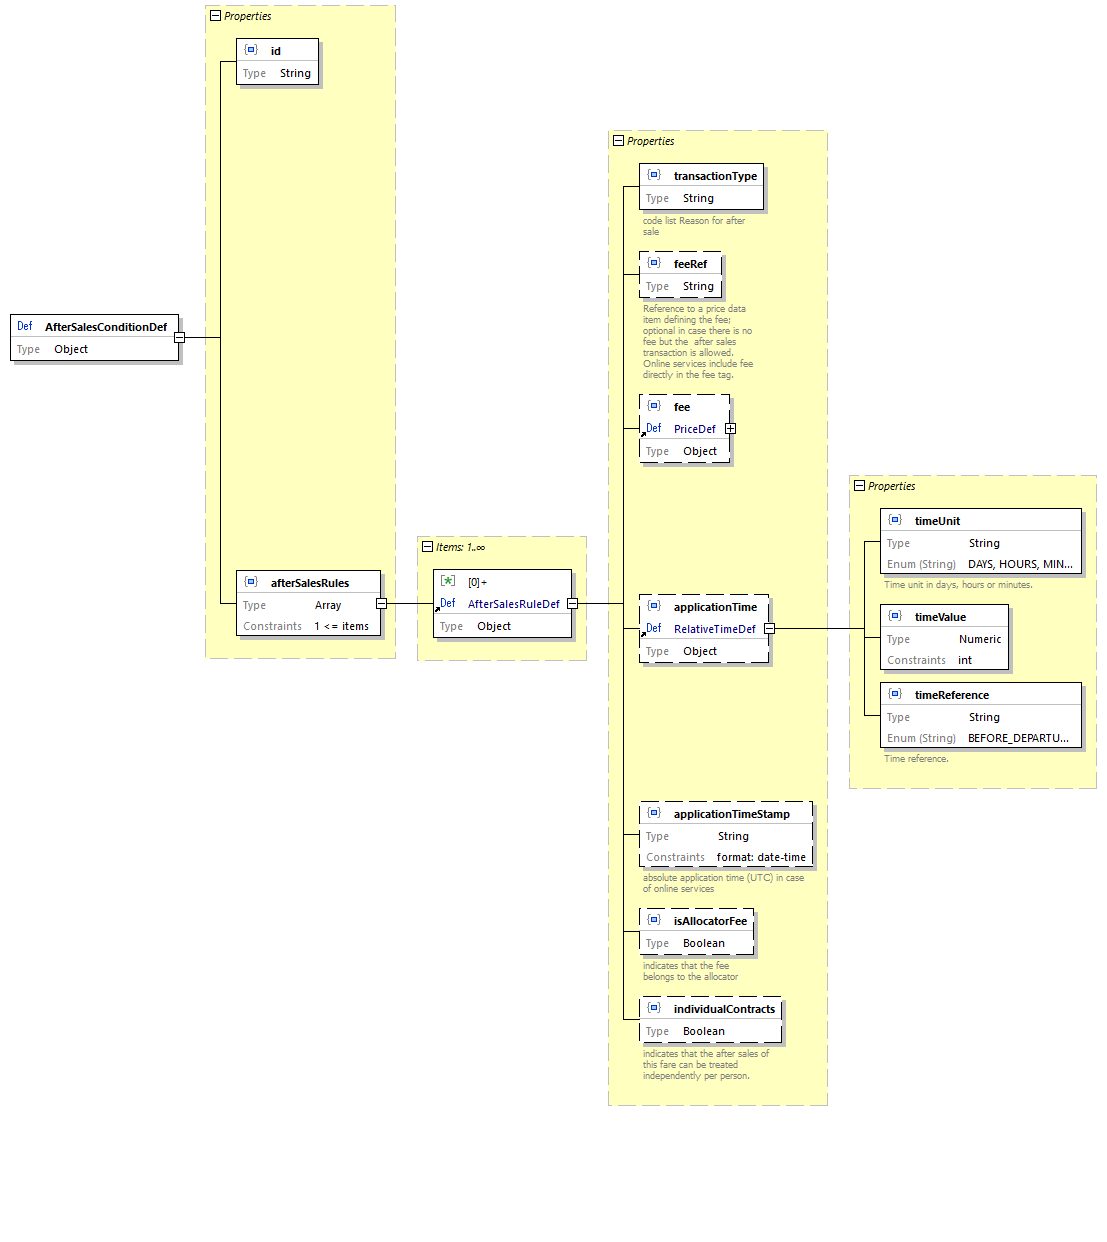 Properties
id
Type String
Def AfterSalesConditionDef
Type Object
afterSalesRules
Type Array
Constraints 1 <= items
Items: 1..∞
[0]+
Def AfterSalesRuleDef
Type Object
Properties
transactionType
Type String
code list Reason for after
sale
feeRef
Type String
Reference to a price data
item defining the fee;
optional in case there is no
fee but the after sales
transaction is allowed.
Online services include fee
directly in the fee tag.
fee
Def PriceDef
Type Object
applicationTime
Def RelativeTimeDef
Type Object
applicationTimeStamp
Type String
Constraints format: date-time
absolute application time (UTC) in case
of online services
isAllocatorFee
Type Boolean
indicates that the fee
belongs to the allocator
individualContracts
Type Boolean
indicates that the after sales of
this fare can be treated
independently per person.
Properties
timeUnit
Type String
Enum (String) DAYS, HOURS, MIN...
Time unit in days, hours or minutes.
timeValue
Type Numeric
Constraints int
timeReference
Type String
Enum (String) BEFORE_DEPARTU...
Time reference.